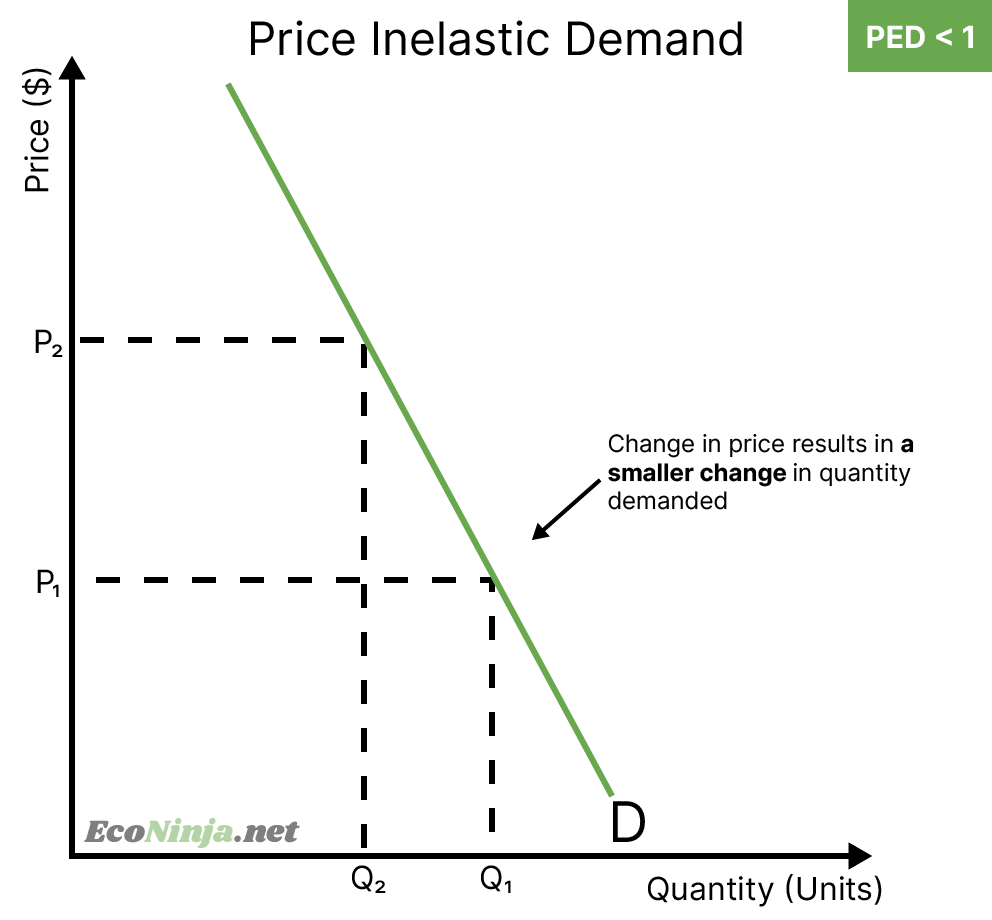 Price Inelastic Demand
PED < 1
Price ($)
P₂
Change in price results in a
smaller change in quantity
demanded
P₁
D
EcoNinja.net
Q₂
Q₁
Quantity (Units)